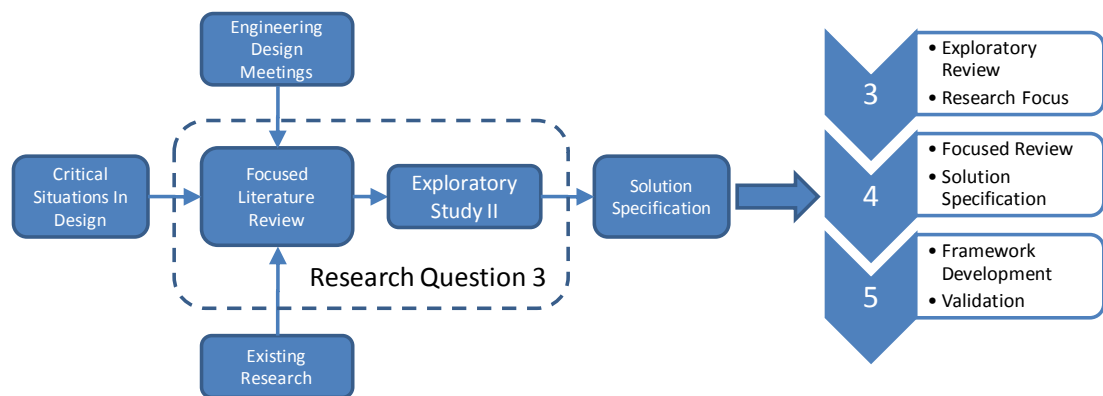 Engineering
Design
Meetings
Critical
Situations In
Design
Focused
Literature
Review
Exploratory
Study II
Solution
Specification
Research Question 3
Existing
Research
3
• Exploratory
Review
• Research Focus
4
• Focused Review
• Solution
Specification
5
• Framework
Development
• Validation